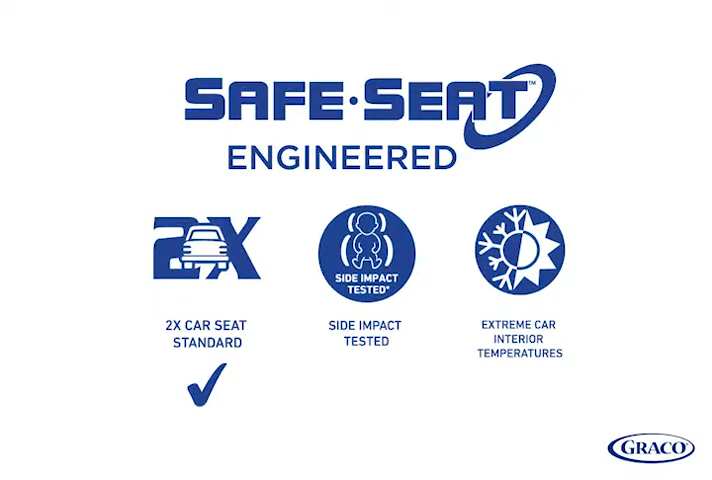 SAFE·SEAT™
ENGINEERED
2X
SIDE IMPACT
TESTED*
2X CAR SEAT
STANDARD
SIDE IMPACT
TESTED
EXTREME CAR
INTERIOR
TEMPERATURES
GRACO®